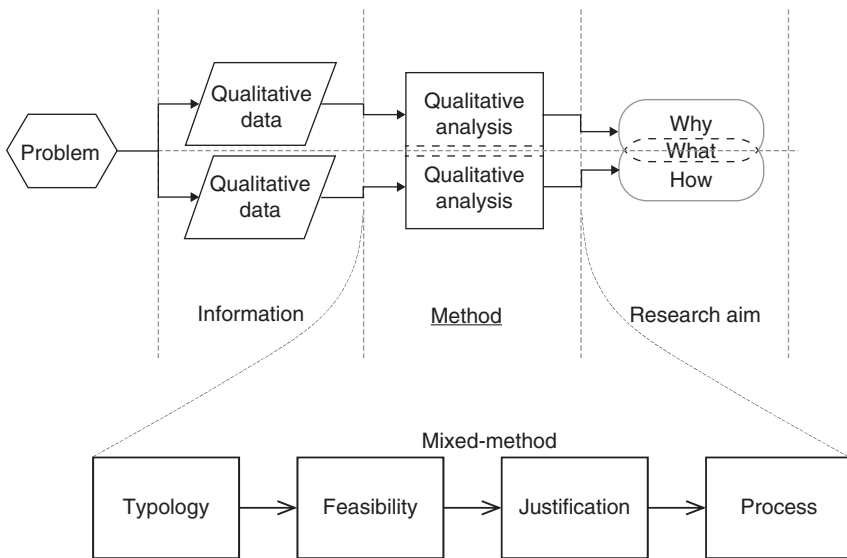 Problem
Qualitative
data
Qualitative
data
Qualitative
analysis
Qualitative
analysis
Why
What
How
Information
Method
Research aim
Mixed-method
Typology
Feasibility
Justification
Process